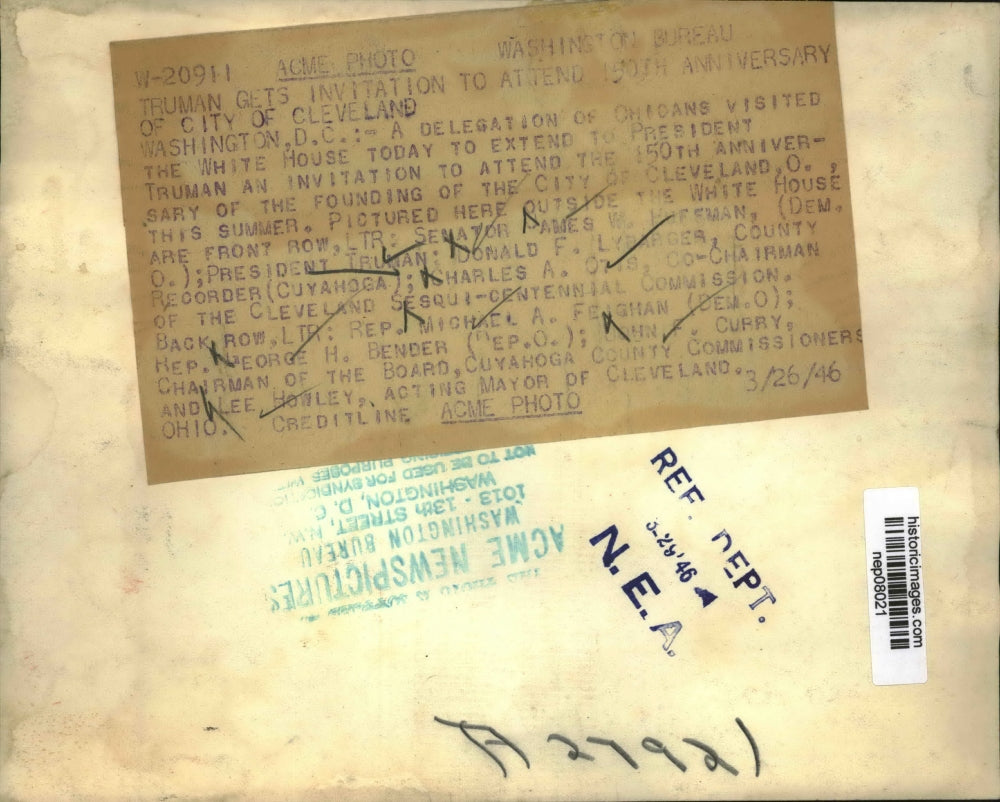 W-20911 ACME PHOTO WASHINGTON BUREAU
TRUMAN GETS INVITATION TO ATTEND 150TH ANNIVERSARY
OF CITY OF CLEVELAND
WASHINGTON, D.C.:- A DELEGATION OF OHIOANS VISITED
THE WHITE HOUSE TODAY TO EXTEND TO PRESIDENT
TRUMAN AN INVITATION TO ATTEND THE 150TH ANNIVER-
SARY OF THE FOUNDING OF THE CITY OF CLEVELAND, O.,
THIS SUMMER. PICTURED HERE OUTSIDE THE WHITE HOUSE
ARE FRONT ROW, LTR: SENATOR JAMES W. HUFFMAN, (DEM.
O.); PRESIDENT TRUMAN; DONALD F. LYBARGER, COUNTY
RECORDER (CUYAHOGA); CHARLES A. OTIS, CO-CHAIRMAN
OF THE CLEVELAND SESQUI-CENTENNIAL COMMISSION.
BACK ROW, LTR: REP. MICHAEL A. FEIGHAN (DEM.O);
REP. GEORGE H. BENDER (REP.O.); JOHN F. CURRY,
CHAIRMAN OF THE BOARD, CUYAHOGA COUNTY COMMISSIONERS
AND LEE HOWLEY, ACTING MAYOR OF CLEVELAND,
OHIO. CREDITLINE ACME PHOTO 3/26/46
ACME NEWSPICTURES
WASHINGTON BUREAU
1013 - 13th STREET, N.W.
WASHINGTON, D. C.
NOT TO BE USED FOR
REF. DEPT.
N. E. A.
historicimages.com
nep08021